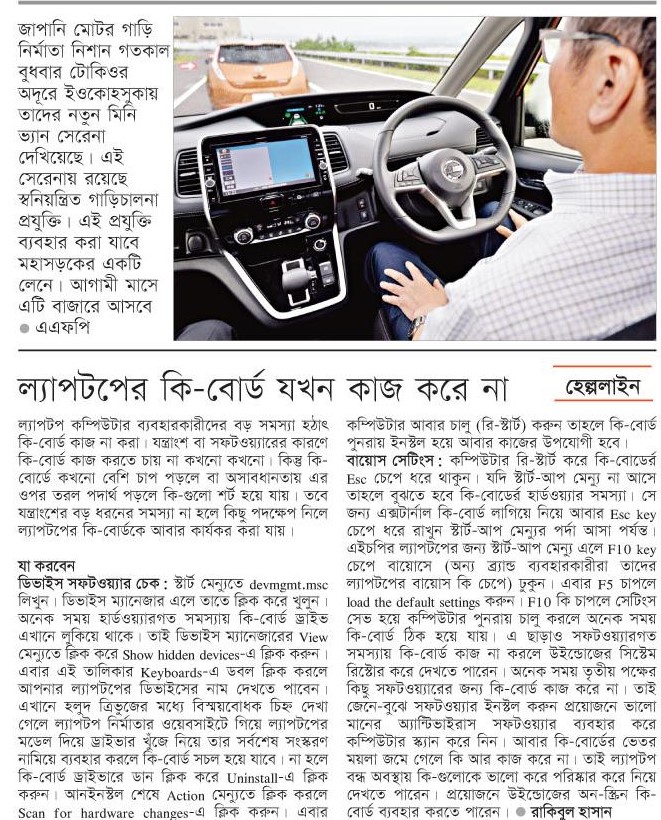 জাপানি মোটর গাড়ি
নির্মাতা নিশান গতকাল
বুধবার টোকিওর
অদূরে ইওকোহসুকায়
তাদের নতুন মিনি
ভ্যান সেরেনা
দেখিয়েছে। এই
সেরেনায় রয়েছে
স্বনিয়ন্ত্রিত গাড়িচালনা
প্রযুক্তি। এই প্রযুক্তি
ব্যবহার করা যাবে
মহাসড়কের একটি
লেনে। আগামী মাসে
এটি বাজারে আসবে
● এএফপি
ল্যাপটপের কি-বোর্ড যখন কাজ করে না
হেল্পলাইন
ল্যাপটপ কম্পিউটার ব্যবহারকারীদের বড় সমস্যা হঠাৎ
কি-বোর্ড কাজ না করা। যন্ত্রাংশ বা সফটওয়্যারের কারণে
কি-বোর্ড কাজ করতে চায় না কখনো কখনো। কিন্তু কি-
বোর্ডে কখনো বেশি চাপ পড়লে বা অসাবধানতায় এর
ওপর তরল পদার্থ পড়লে কি-গুলো শর্ট হয়ে যায়। তবে
যন্ত্রাংশের বড় ধরনের সমস্যা না হলে কিছু পদক্ষেপ নিলে
ল্যাপটপের কি-বোর্ডকে আবার কার্যকর করা যায়।
যা করবেন
ডিভাইস সফটওয়্যার চেক : স্টার্ট মেন্যুতে devmgmt.msc
লিখুন। ডিভাইস ম্যানেজার এলে তাতে ক্লিক করে খুলুন।
অনেক সময় হার্ডওয়্যারগত সমস্যায় কি-বোর্ড ড্রাইভ
এখানে লুকিয়ে থাকে। তাই ডিভাইস ম্যানেজারের View
মেন্যুতে ক্লিক করে Show hidden devices-এ ক্লিক করুন।
এবার এই তালিকার Keyboards-এ ডবল ক্লিক করলে
আপনার ল্যাপটপের ডিভাইসের নাম দেখতে পাবেন।
এখানে হলুদ ত্রিভুজের মধ্যে বিস্ময়বোধক চিহ্ন দেখা
গেলে ল্যাপটপ নির্মাতার ওয়েবসাইটে গিয়ে ল্যাপটপের
মডেল দিয়ে ড্রাইভার খুঁজে নিয়ে তার সর্বশেষ সংস্করণ
নামিয়ে ব্যবহার করলে কি-বোর্ড সচল হয়ে যাবে। না হলে
কি-বোর্ড ড্রাইভারে ডান ক্লিক করে Uninstall-এ ক্লিক
করুন। আনইনস্টল শেষে Action মেন্যুতে ক্লিক করলে
Scan for hardware changes-এ ক্লিক করুন। এবার
কম্পিউটার আবার চালু (রি-স্টার্ট) করুন তাহলে কি-বোর্ড
পুনরায় ইনস্টল হয়ে আবার কাজের উপযোগী হবে।
বায়োস সেটিংস : কম্পিউটার রি-স্টার্ট করে কি-বোর্ডের
Esc চেপে ধরে থাকুন। যদি স্টার্ট-আপ মেন্যু না আসে
তাহলে বুঝতে হবে কি-বোর্ডের হার্ডওয়্যার সমস্যা। সে
জন্য এক্সটার্নাল কি-বোর্ড লাগিয়ে নিয়ে আবার Esc key
চেপে ধরে রাখুন স্টার্ট-আপ মেন্যুর পর্দা আসা পর্যন্ত।
এইচপির ল্যাপটপের জন্য স্টার্ট-আপ মেন্যু এলে F10 key
চেপে বায়োসে (অন্য ব্র্যান্ড ব্যবহারকারীরা তাদের
ল্যাপটপের বায়োস কি চেপে) ঢুকুন। এবার F5 চাপলে
load the default settings করুন। F10 কি চাপলে সেটিংস
সেভ হয়ে কম্পিউটার পুনরায় চালু করলে অনেক সময়
কি-বোর্ড ঠিক হয়ে যায়। এ ছাড়াও সফটওয়্যারগত
সমস্যায় কি-বোর্ড কাজ না করলে উইন্ডোজের সিস্টেম
রিস্টোর করে দেখতে পারেন। অনেক সময় তৃতীয় পক্ষের
কিছু সফটওয়্যারের জন্য কি-বোর্ড কাজ করে না। তাই
জেনে-বুঝে সফটওয়্যার ইনস্টল করুন প্রয়োজনে ভালো
মানের অ্যান্টিভাইরাস সফটওয়্যার ব্যবহার করে
কম্পিউটার স্ক্যান করে নিন। আবার কি-বোর্ডের ভেতর
ময়লা জমে গেলে কি আর কাজ করে না। তাই ল্যাপটপ
বন্ধ অবস্থায় কি-গুলোকে ভালো করে পরিষ্কার করে নিয়ে
দেখতে পারেন। প্রয়োজনে উইন্ডোজের অন-স্ক্রিন কি-
বোর্ড ব্যবহার করতে পারেন। ● রাকিবুল হাসান